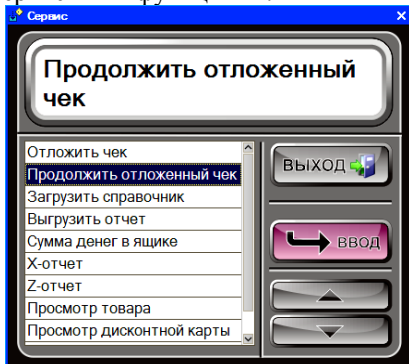 Сервис
Продолжить отложенный
чек
Отложить чек
Продолжить отложенный чек
Загрузить справочник
Выгрузить отчет
Сумма денег в ящике
X-отчет
Z-отчет
Просмотр товара
Просмотр дисконтной карты
ВЫХОД
ВВОД